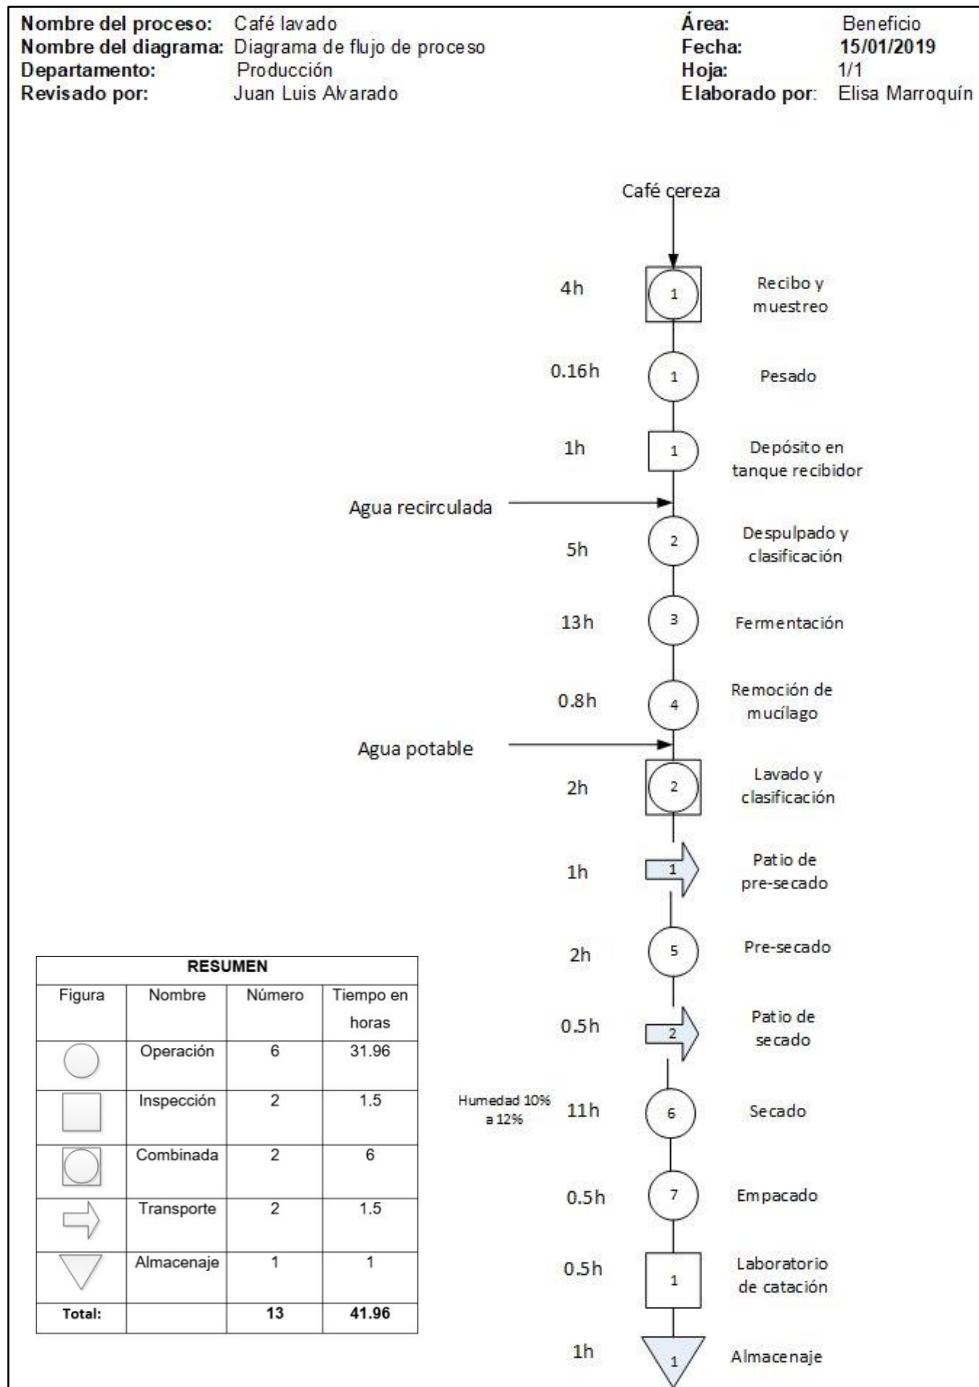 Nombre del proceso: Café lavado
Área: Beneficio
Nombre del diagrama: Diagrama de flujo de proceso
Fecha: 15/01/2019
Departamento: Producción
Hoja: 1/1
Revisado por: Juan Luis Alvarado
Elaborado por: Elisa Marroquín
Café cereza
4h 1 Recibo y
muestreo
0.16h 1 Pesado
1h 1 Depósito en
tanque recibidor
Agua recirculada
5h 2 Despulpado y
clasificación
13h 3 Fermentación
0.8h 4 Remoción de
mucílago
Agua potable
2h 2 Lavado y
clasificación
1h 1 Patio de
pre-secado
2h 5 Pre-secado
0.5h 2 Patio de
secado
Humedad 10%
a 12%
11h 6 Secado
0.5h 7 Empacado
0.5h 1 Laboratorio
de catación
1h 1 Almacenaje
RESUMEN
Figura Nombre Número Tiempo en
horas
Operación 6 31.96
Inspección 2 1.5
Combinada 2 6
Transporte 2 1.5
Almacenaje 1 1
Total: 13 41.96